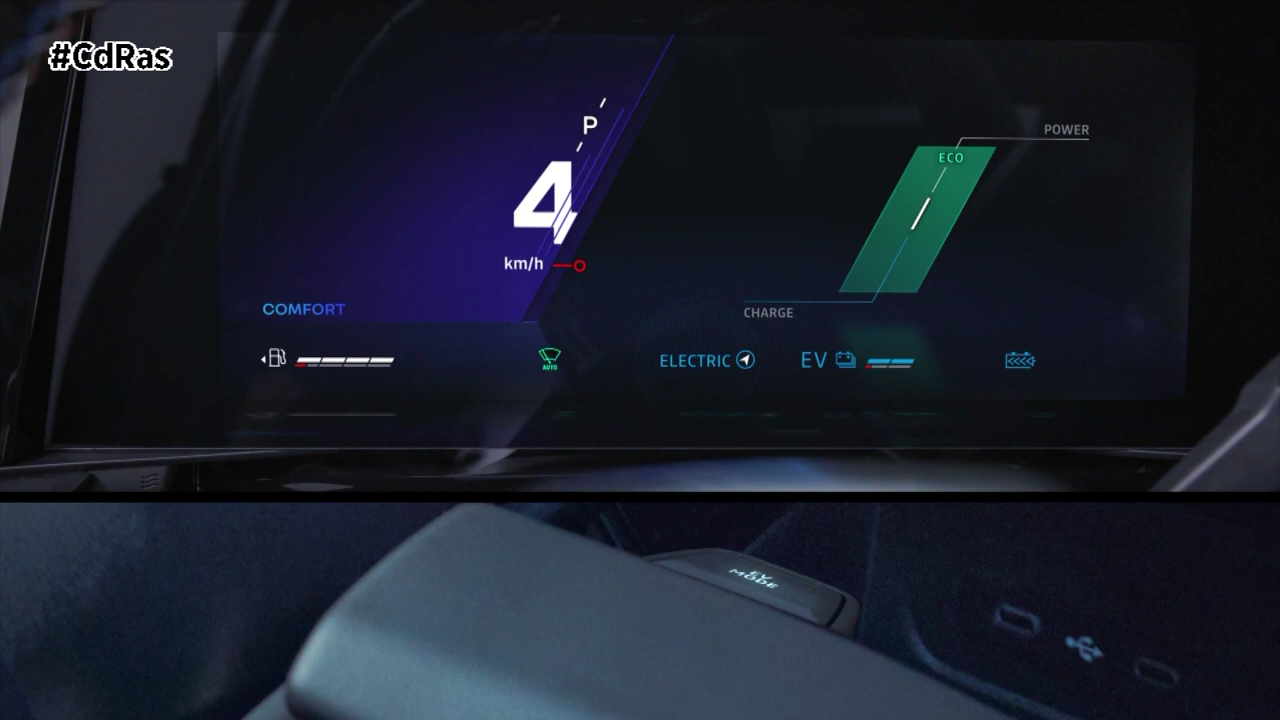 #CdRas
P
4
km/h
COMFORT
POWER
ECO
CHARGE
AUTO
ELECTRIC
EV
EV
MODE